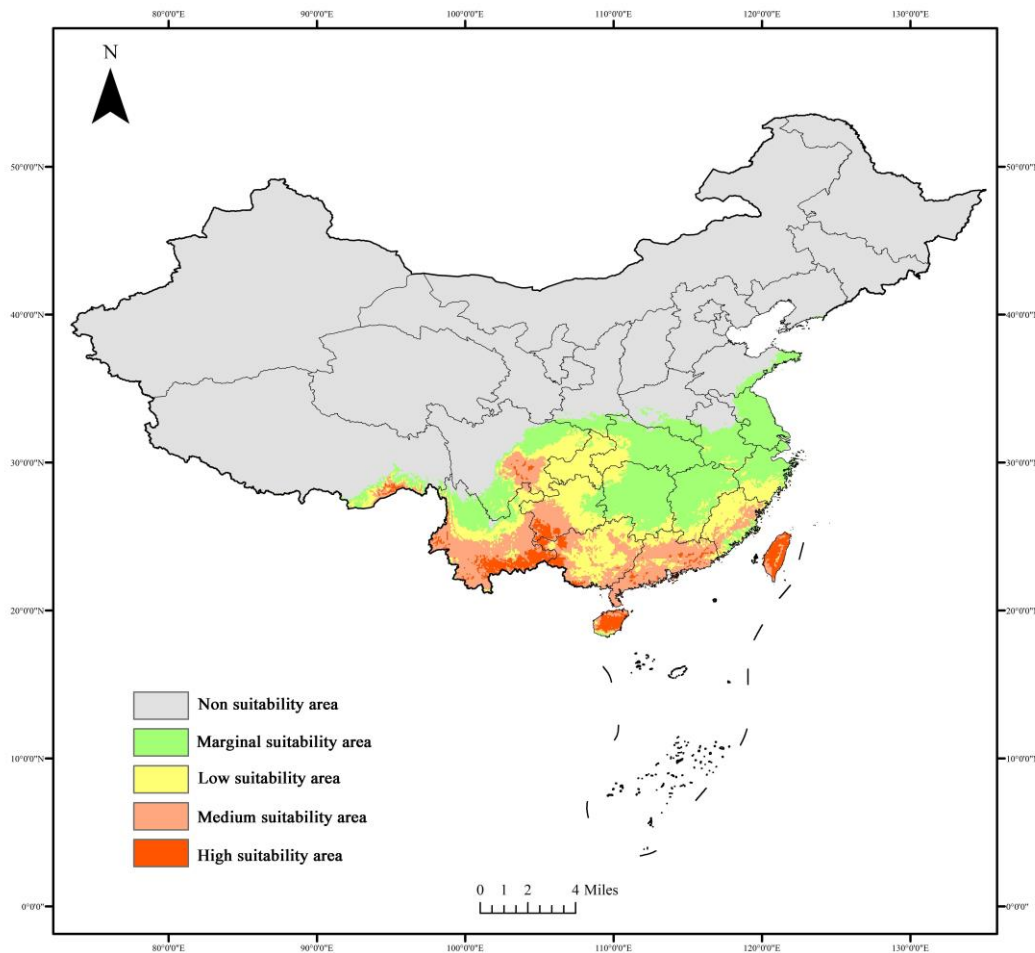 80°0'0"E 90°0'0"E 100°0'0"E 110°0'0"E 120°0'0"E 130°0'0"E
N
50°0'0"N 50°0'0"N
40°0'0"N 40°0'0"N
30°0'0"N 30°0'0"N
20°0'0"N 20°0'0"N
Non suitability area
Marginal suitability area
10°0'0"N 10°0'0"N
Low suitability area
Medium suitability area
High suitability area
0 1 2 4 Miles
0°0'0" 0°0'0"
80°0'0"E 90°0'0"E 100°0'0"E 110°0'0"E 120°0'0"E 130°0'0"E